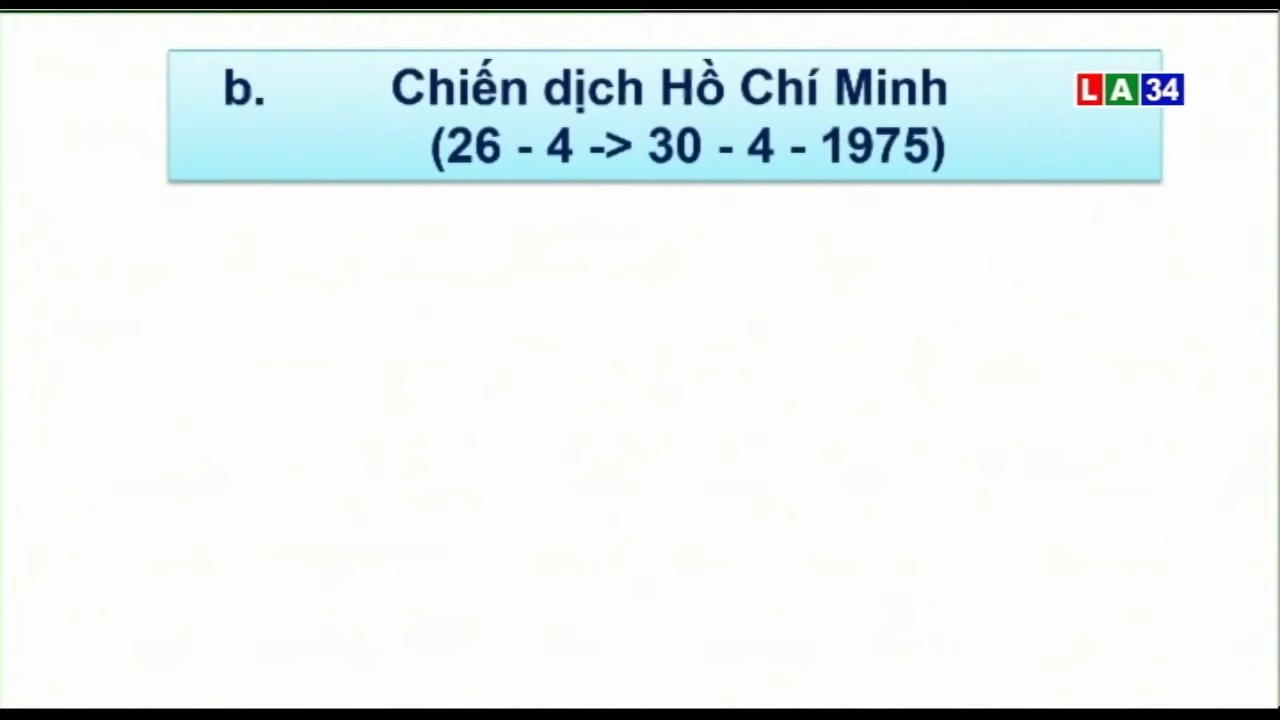 b. Chiến dịch Hồ Chí Minh
LA34
(26 - 4 -> 30 - 4 - 1975)